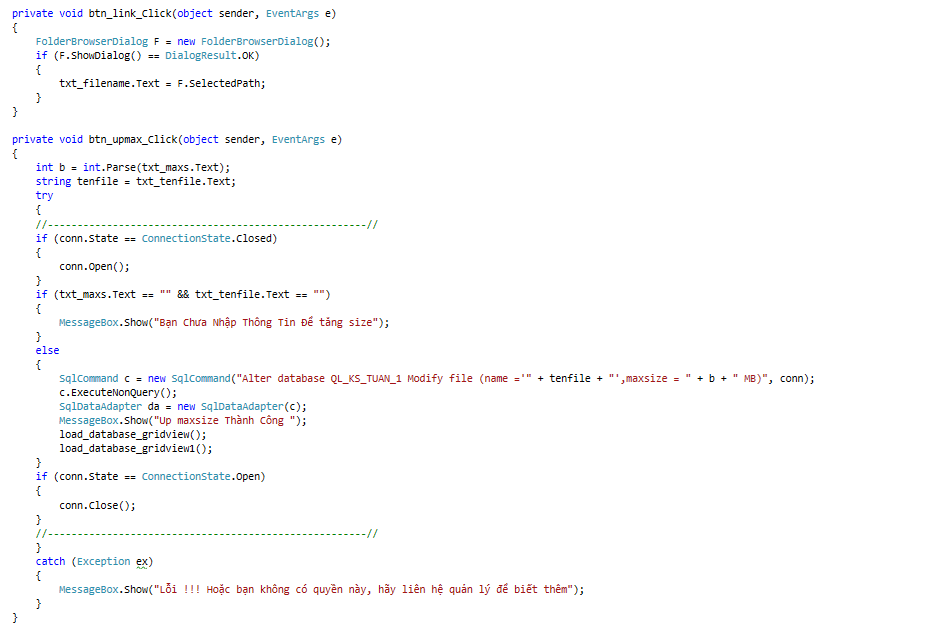 private void btn_link_Click(object sender, EventArgs e)
{
    FolderBrowserDialog F = new FolderBrowserDialog();
    if (F.ShowDialog() == DialogResult.OK)
    {
        txt_filename.Text = F.SelectedPath;
    }
}

private void btn_upmax_Click(object sender, EventArgs e)
{
    int b = int.Parse(txt_maxs.Text);
    string tenfile = txt_tenfile.Text;
    try
    {
    //------------------------------------------------------//
    if (conn.State == ConnectionState.Closed)
    {
        conn.Open();
    }
    if (txt_maxs.Text == "" && txt_tenfile.Text == "")
    {
        MessageBox.Show("Bạn Chưa Nhập Thông Tin Để tăng size");
    }
    else
    {
        SqlCommand c = new SqlCommand("Alter database QL_KS_TUAN_1 Modify file (name ='" + tenfile + "',maxsize = " + b + " MB)", conn);
        c.ExecuteNonQuery();
        SqlDataAdapter da = new SqlDataAdapter(c);
        MessageBox.Show("Up maxsize Thành Công ");
        load_database_gridview();
        load_database_gridview1();
    }
    if (conn.State == ConnectionState.Open)
    {
        conn.Close();
    }
    //------------------------------------------------------//
    }
    catch (Exception ex)
    {
        MessageBox.Show("Lỗi !!! Hoặc bạn không có quyền này, hãy liên hệ quản lý để biết thêm");
    }
}